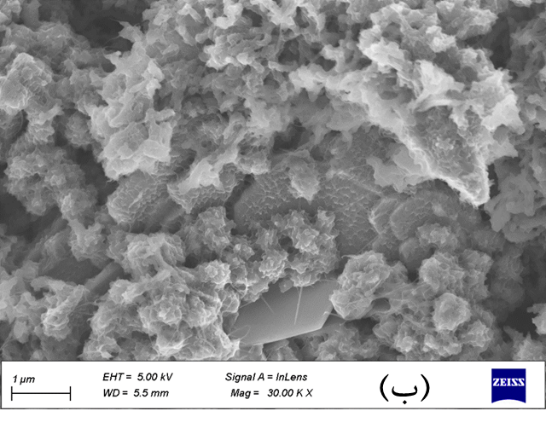 1 µm
EHT = 5.00 kV
Signal A = InLens
WD = 5.5 mm
Mag = 30.00 K X
(ب)
ZEISS